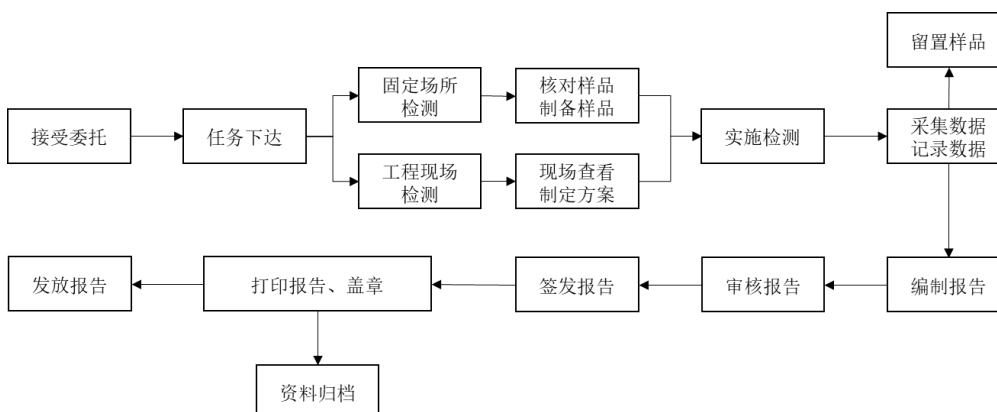 留置样品
固定场所
检测
核对样品
制备样品
接受委托
任务下达
实施检测
采集数据
记录数据
工程现场
检测
现场查看
制定方案
发放报告
打印报告、盖章
签发报告
审核报告
编制报告
资料归档